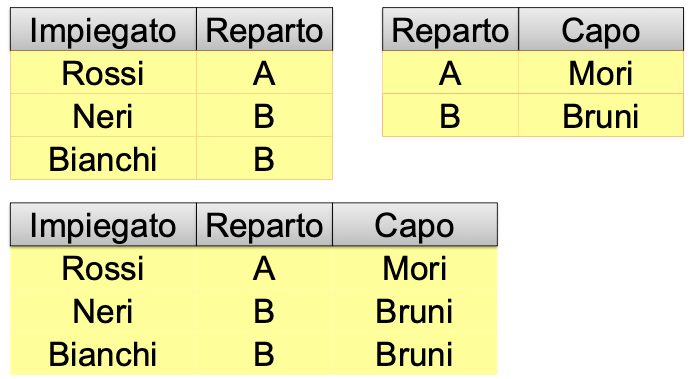 Impiegato Reparto
Rossi A
Neri B
Bianchi B
Reparto Capo
A Mori
B Bruni
Impiegato Reparto Capo
Rossi A Mori
Neri B Bruni
Bianchi B Bruni